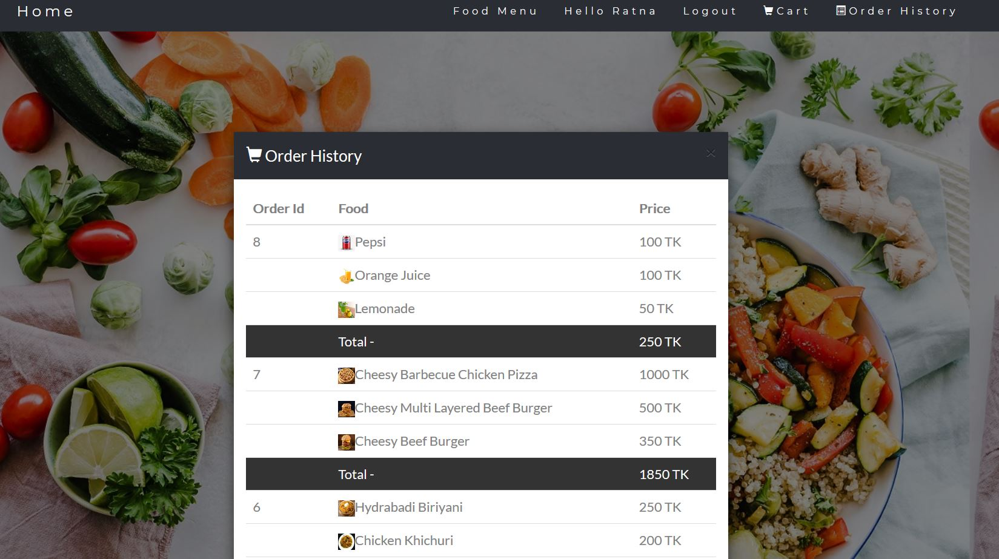 Home Food Menu Hello Ratna Logout Cart Order History
Order History ×
Order Id Food Price
8 Pepsi 100 TK
Orange Juice 100 TK
Lemonade 50 TK
Total - 250 TK
7 Cheesy Barbecue Chicken Pizza 1000 TK
Cheesy Multi Layered Beef Burger 500 TK
Cheesy Beef Burger 350 TK
Total - 1850 TK
6 Hydrabadi Biriyani 250 TK
Chicken Khichuri 200 TK